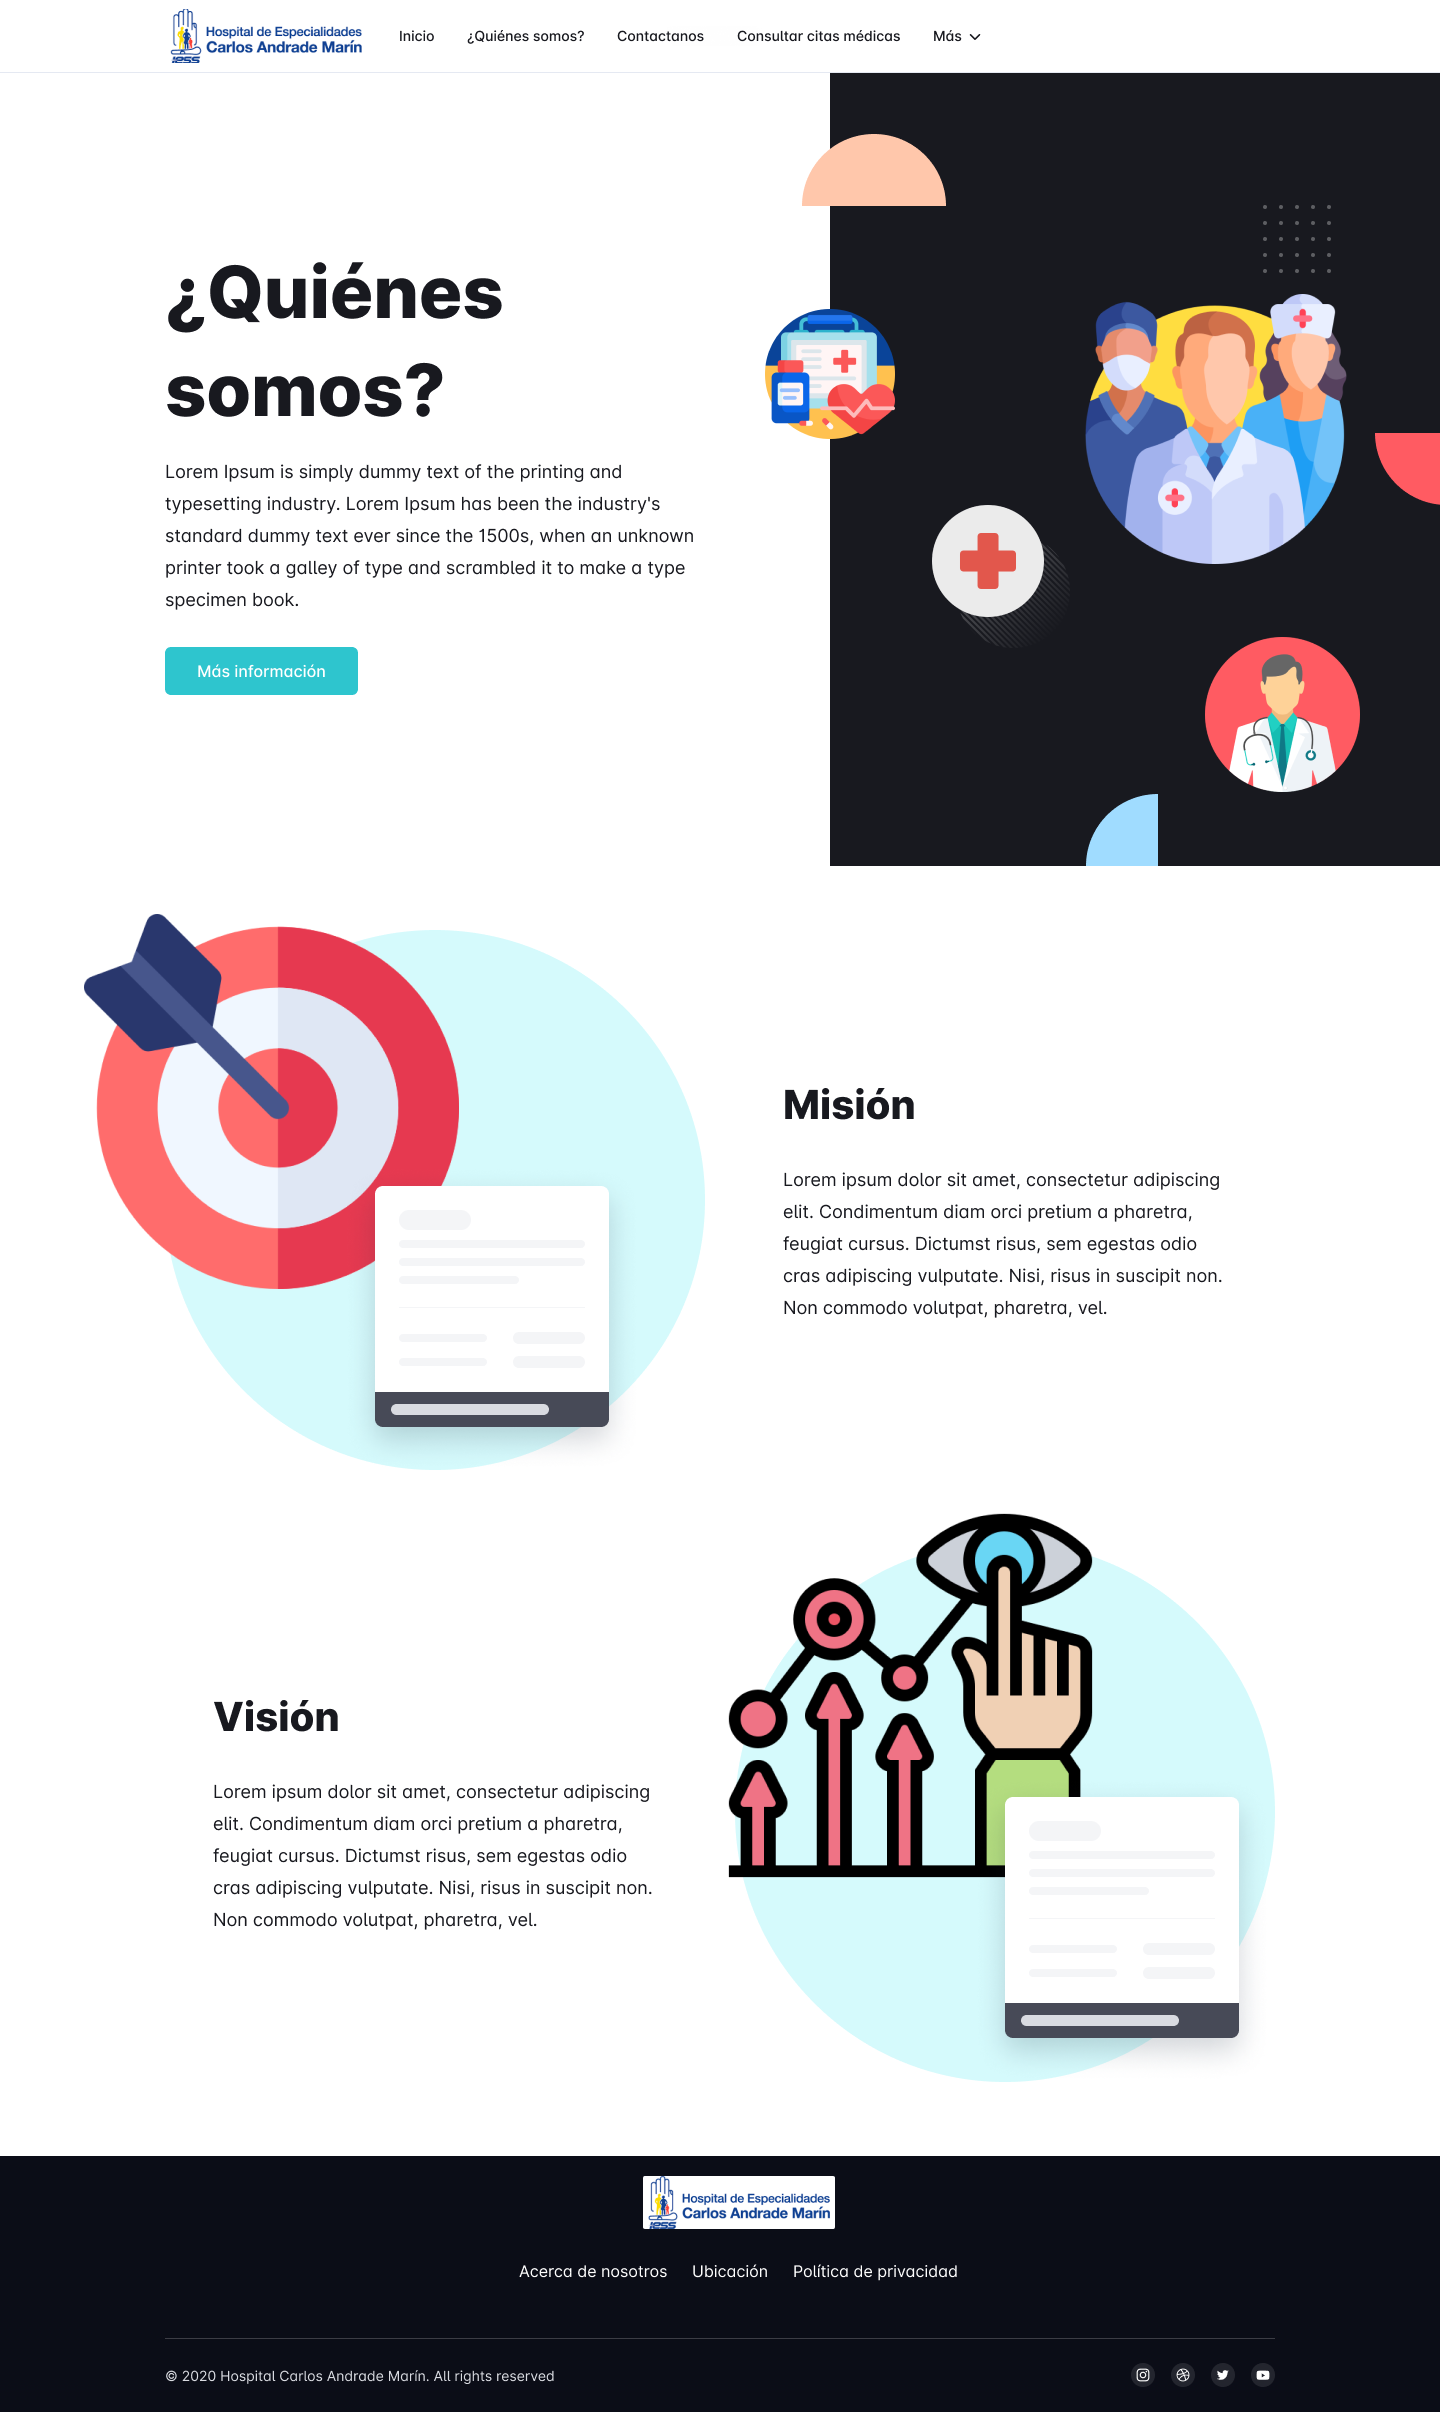 Hospital de Especialidades
Carlos Andrade Marín
IESS
Inicio
¿Quiénes somos?
Contactanos
Consultar citas médicas
Más
¿Quiénes
somos?
Lorem Ipsum is simply dummy text of the printing and
typesetting industry. Lorem Ipsum has been the industry's
standard dummy text ever since the 1500s, when an unknown
printer took a galley of type and scrambled it to make a type
specimen book.
Más información
Misión
Lorem ipsum dolor sit amet, consectetur adipiscing
elit. Condimentum diam orci pretium a pharetra,
feugiat cursus. Dictumst risus, sem egestas odio
cras adipiscing vulputate. Nisi, risus in suscipit non.
Non commodo volutpat, pharetra, vel.
Visión
Lorem ipsum dolor sit amet, consectetur adipiscing
elit. Condimentum diam orci pretium a pharetra,
feugiat cursus. Dictumst risus, sem egestas odio
cras adipiscing vulputate. Nisi, risus in suscipit non.
Non commodo volutpat, pharetra, vel.
Hospital de Especialidades
Carlos Andrade Marín
IESS
Acerca de nosotros
Ubicación
Política de privacidad
© 2020 Hospital Carlos Andrade Marín. All rights reserved